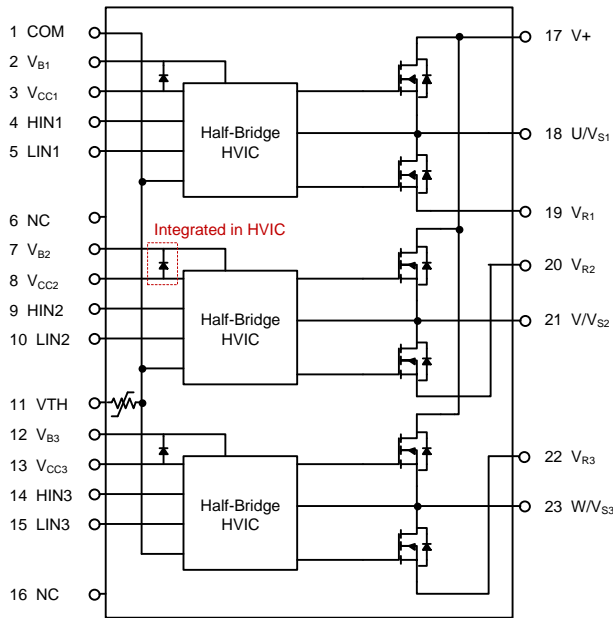 1 COM
2 VB1
3 VCC1
4 HIN1
5 LIN1
6 NC
7 VB2
8 VCC2
9 HIN2
10 LIN2
11 VTH
12 VB3
13 VCC3
14 HIN3
15 LIN3
16 NC
Half-Bridge
HVIC
Integrated in HVIC
Half-Bridge
HVIC
Half-Bridge
HVIC
17 V+
18 U/VS1
19 VR1
20 VR2
21 V/VS2
22 VR3
23 W/VS3